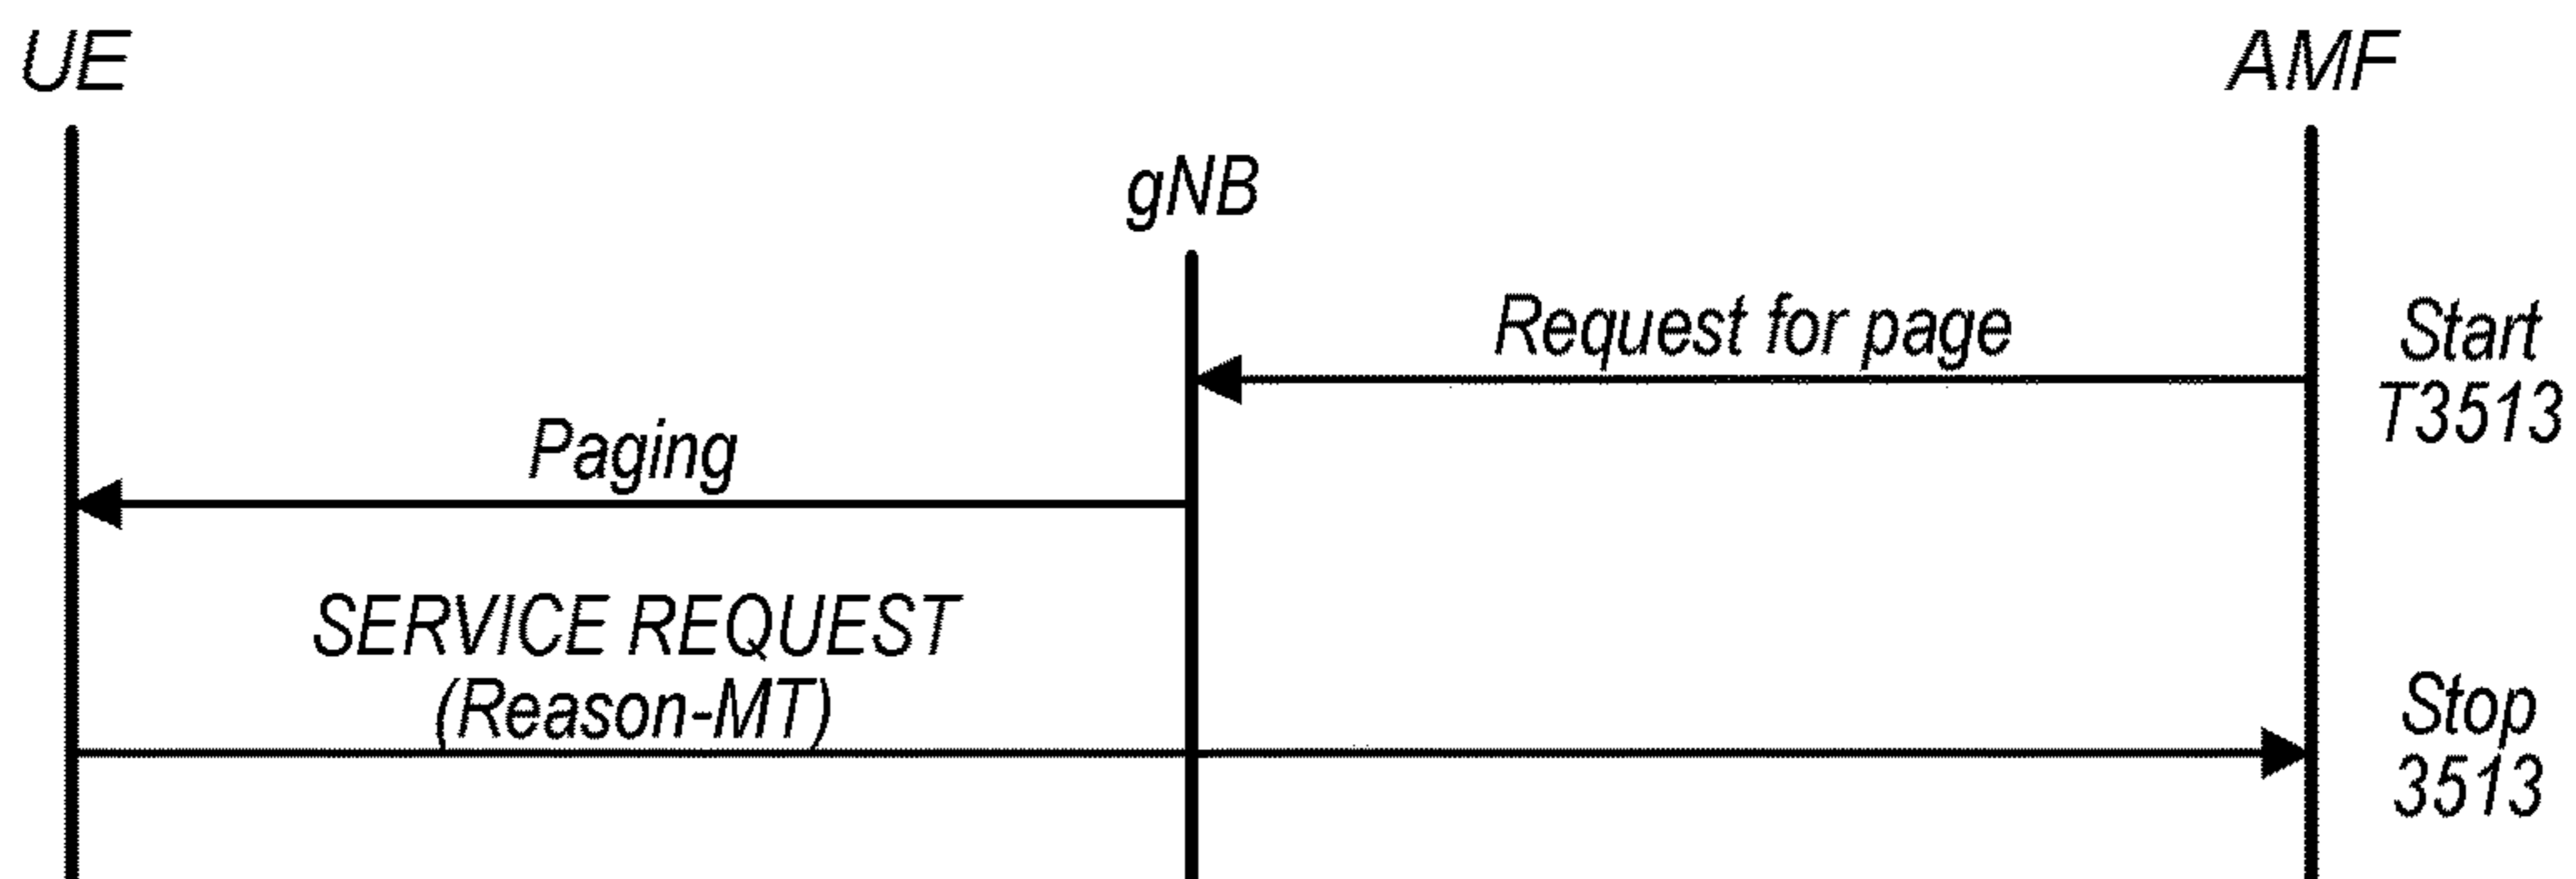 UE
AMF
gNB
Request for page
Start
T3513
Paging
SERVICE REQUEST
(Reason-MT)
Stop
3513